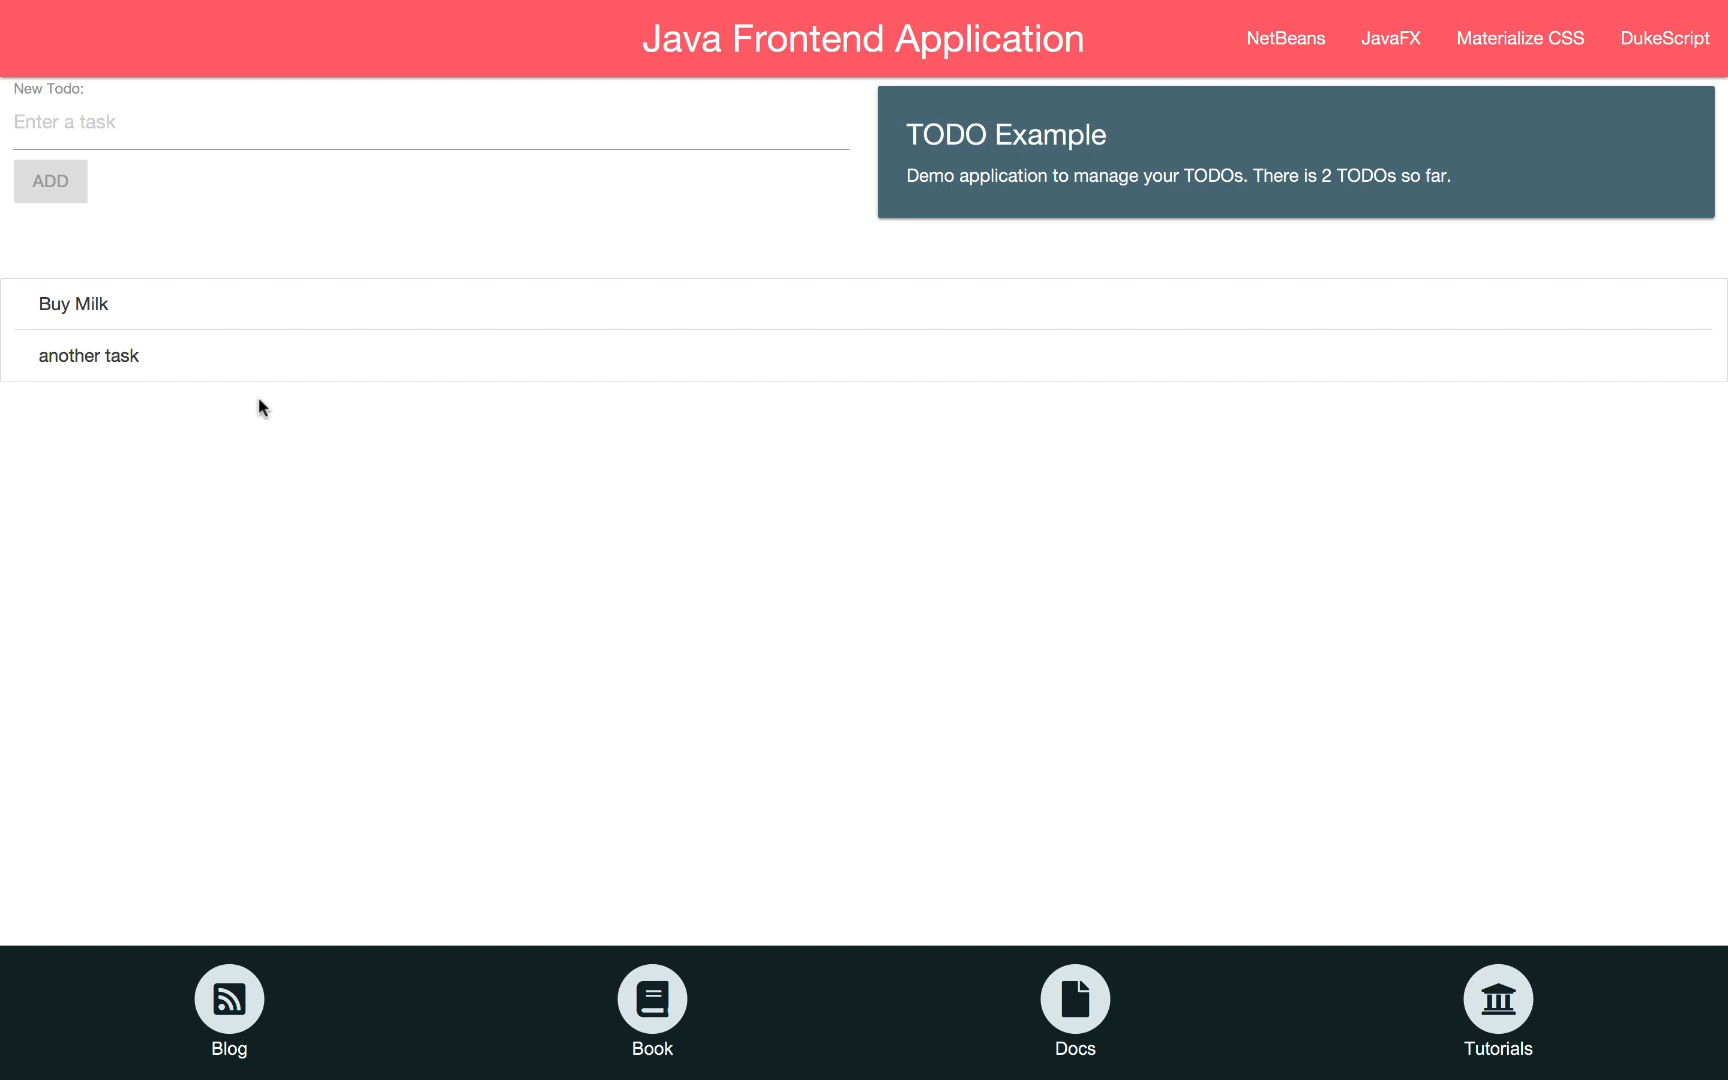 Java Frontend Application
NetBeans JavaFX Materialize CSS DukeScript
New Todo:
Enter a task
ADD
TODO Example
Demo application to manage your TODOs. There is 2 TODOs so far.
Buy Milk
another task
Blog Book Docs Tutorials